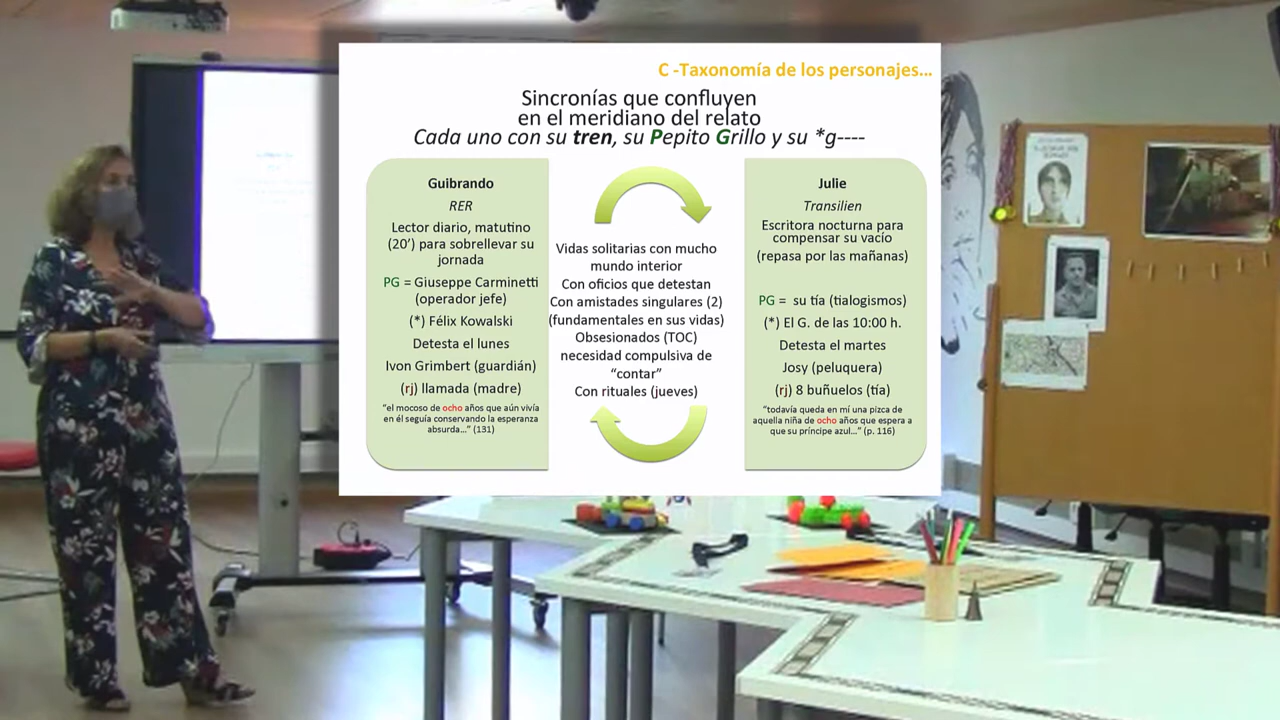 C -Taxonomía de los personajes...
Sincronías que confluyen
en el meridiano del relato
Cada uno con su tren, su Pepito Grillo y su *g----
Guibrando
RER
Lector diario, matutino
(20’) para sobrellevar su
jornada
PG = Giuseppe Carminetti
(operador jefe)
(*) Félix Kowalski
Detesta el lunes
Ivon Grimbert (guardián)
(rj) llamada (madre)
“el mocoso de ocho años que aún vivía
en él seguía conservando la esperanza
absurda...” (131)
Vidas solitarias con mucho
mundo interior
Con oficios que detestan
Con amistades singulares (2)
(fundamentales en sus vidas)
Obsesionados (TOC)
necesidad compulsiva de
“contar”
Con rituales (jueves)
Julie
Transilien
Escritora nocturna para
compensar su vacío
(repasa por las mañanas)
PG = su tía (tialogismos)
(*) El G. de las 10:00 h.
Detesta el martes
Josy (peluquera)
(rj) 8 buñuelos (tía)
“todavía queda en mí una pizca de
aquella niña de ocho años que espera a
que su príncipe azul...” (p. 116)